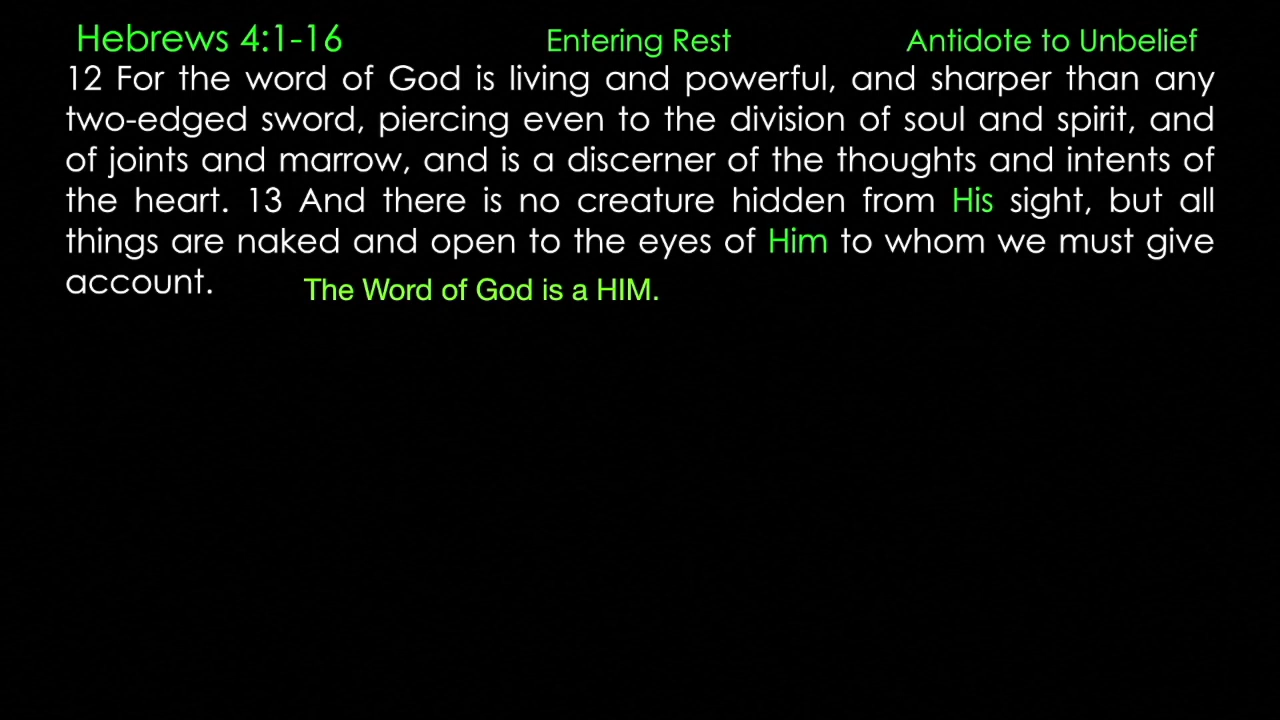 Hebrews 4:1-16 Entering Rest Antidote to Unbelief
12 For the word of God is living and powerful, and sharper than any
two-edged sword, piercing even to the division of soul and spirit, and
of joints and marrow, and is a discerner of the thoughts and intents of
the heart. 13 And there is no creature hidden from His sight, but all
things are naked and open to the eyes of Him to whom we must give
account. The Word of God is a HIM.